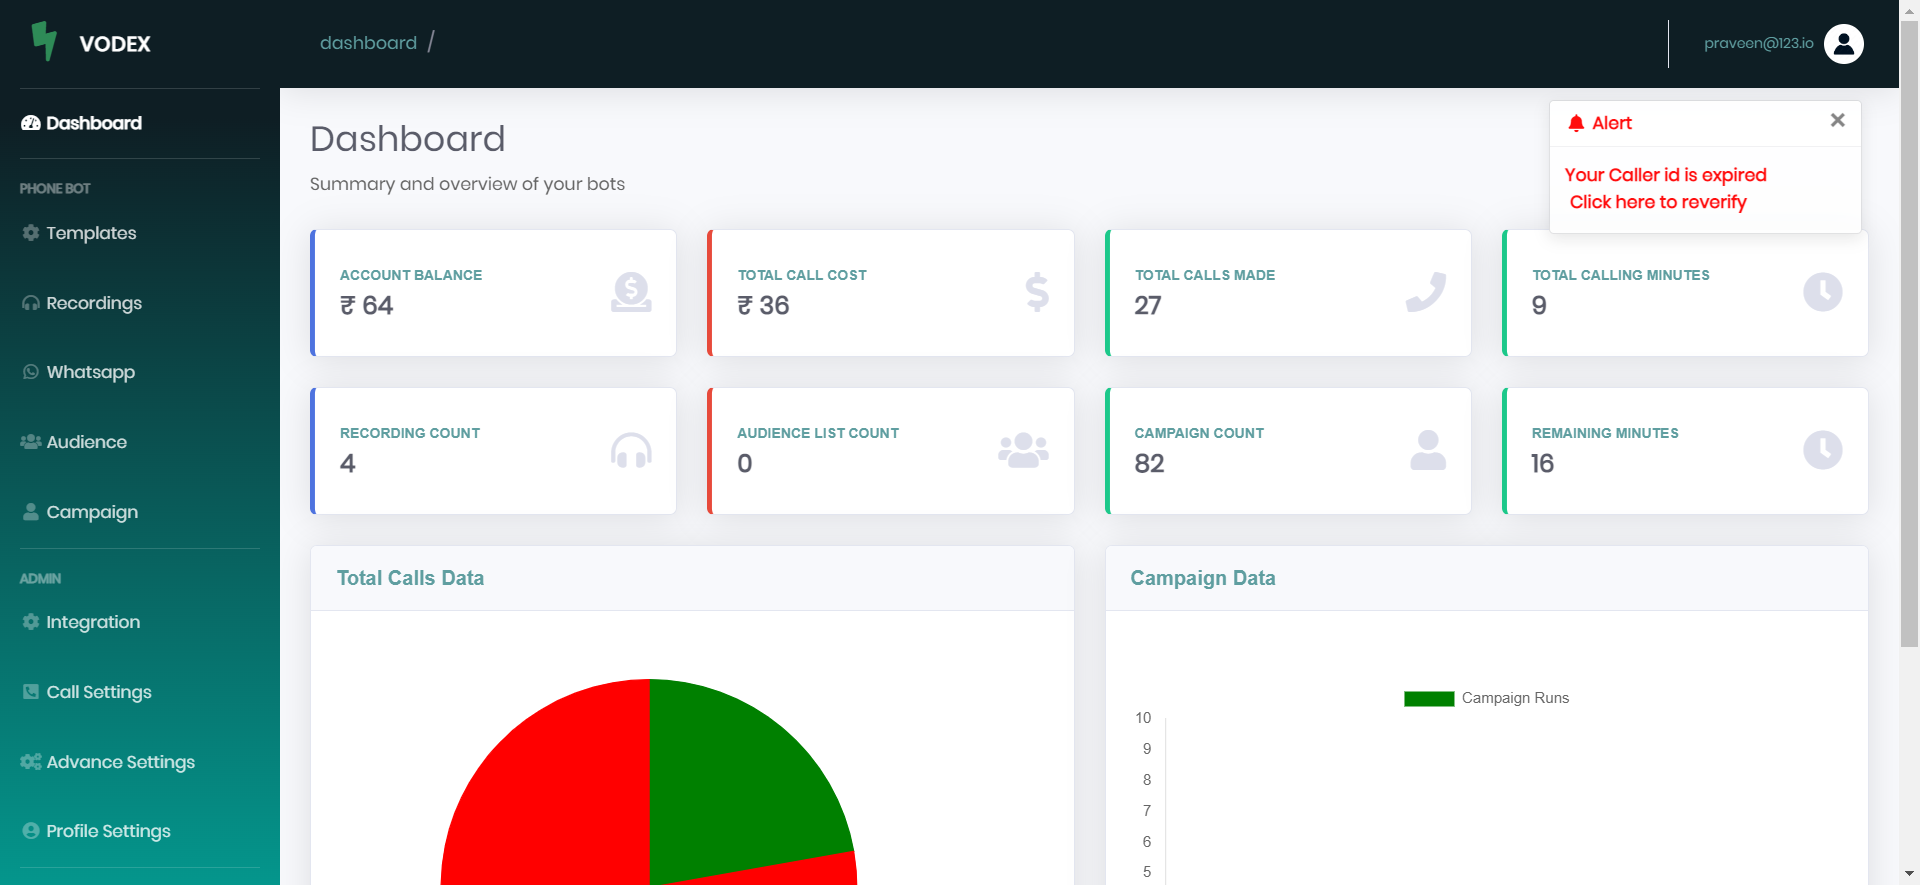 VODEX
dashboard /
praveen@123.io
Dashboard
PHONE BOT
Templates
Recordings
Whatsapp
Audience
Campaign
ADMIN
Integration
Call Settings
Advance Settings
Profile Settings
Dashboard
Summary and overview of your bots
Alert ×
Your Caller id is expired
Click here to reverify
ACCOUNT BALANCE
₹ 64
TOTAL CALL COST
₹ 36
TOTAL CALLS MADE
27
TOTAL CALLING MINUTES
9
RECORDING COUNT
4
AUDIENCE LIST COUNT
0
CAMPAIGN COUNT
82
REMAINING MINUTES
16
Total Calls Data
Campaign Data
Campaign Runs
10
9
8
7
6
5